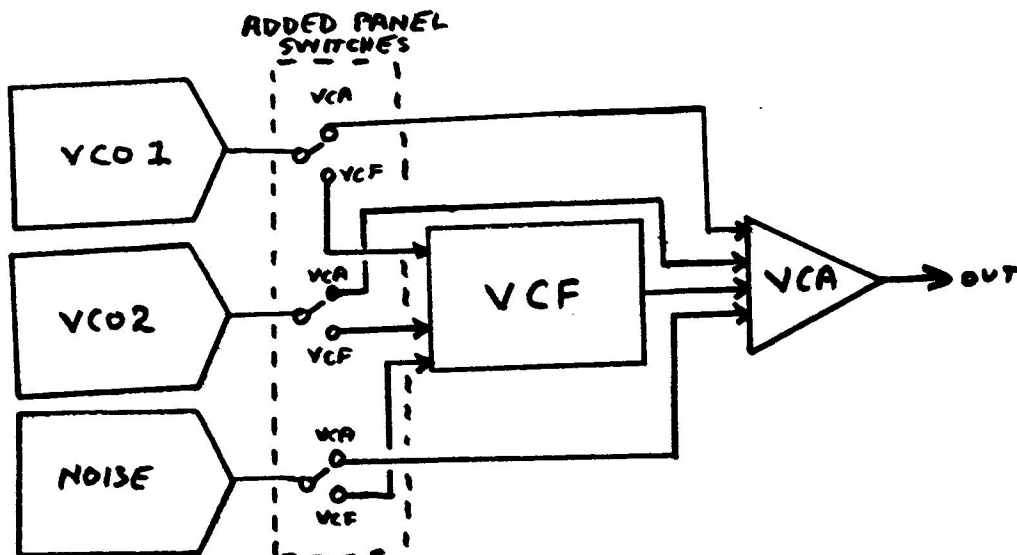 ADDED PANEL
SWITCHES
VCA
VCO 1
VCF
VCA
VCF
VCA
OUT
VCO2
VCF
VCA
NOISE
VCF